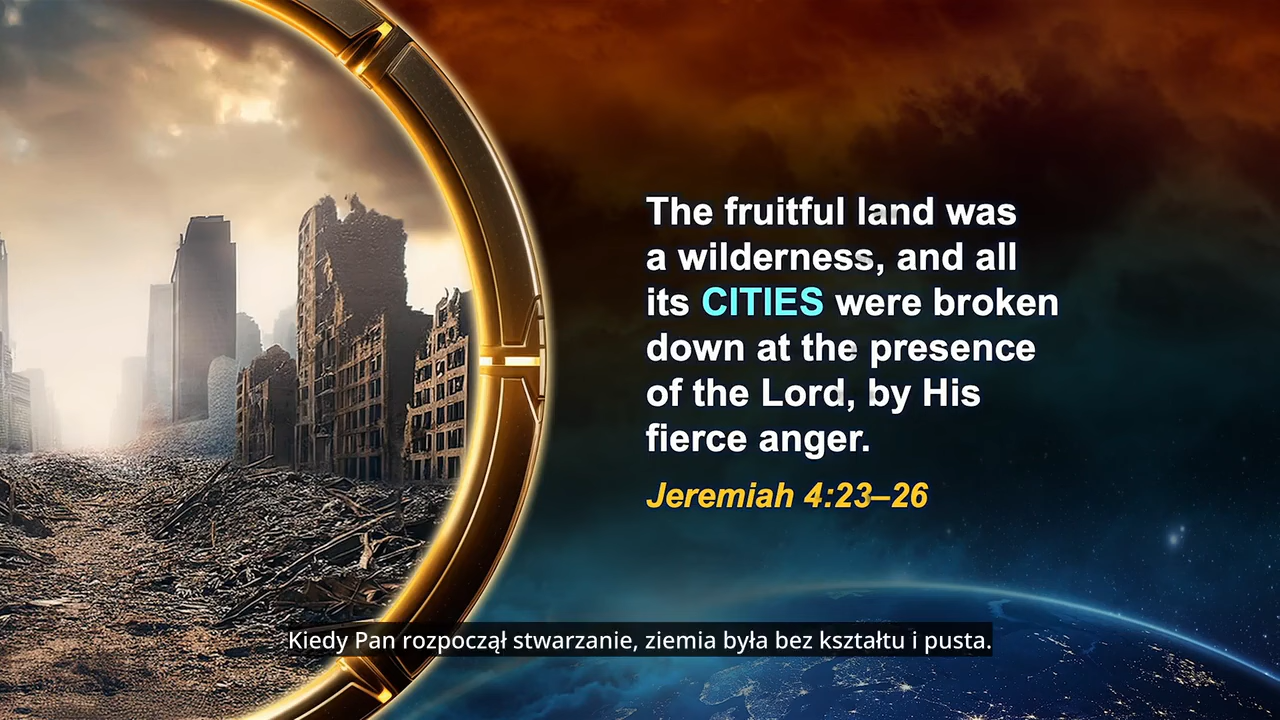 The fruitful land was
a wilderness, and all
its CITIES were broken
down at the presence
of the Lord, by His
fierce anger.
Jeremiah 4:23–26
Kiedy Pan rozpoczął stwarzanie, ziemia była bez kształtu i pusta.